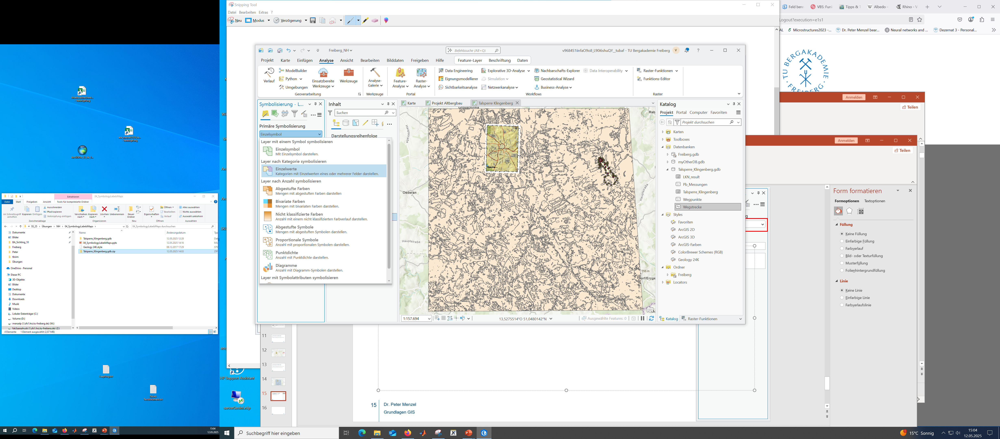 Snipping Tool
Datei Bearbeiten Extras ?
Neu Modus Verzögerung
Feld bere
VBS: Funk
Tipps & T
Albedo –
Rhino - V
Logout?execution=e1s1
AL
Microstructures2023 -...
Dr. Peter Menzel bear...
Neural networks and ...
Dezernat 3 - Personal...
TU BERGAKADEMIE FREIBERG
Anmelden
Teilen
Anmelden
Teilen
Freiberg_NH
Befehlssuche (Alt+Q)
v9684S1iinfaO9o8_L90i6shuQY__tubaf - TU Bergakademie Freiberg
V
?
Projekt Karte Einfügen Analyse Ansicht Bearbeiten Bilddaten Freigeben Hilfe Feature-Layer Beschriftung Daten
Verlauf
ModelBuilder
Python
Umgebungen
Einsatzbereite Werkzeuge
Werkzeuge
Geoverarbeitung
Analyse-Galerie
Werkzeuge
Feature-Analyse
Raster-Analyse
Portal
Data Engineering
Eignungsmodellierer
Sichtbarkeitsanalyse
Explorative 3D-Analyse
Simulation
Netzwerkanalyse
Nachbarschafts-Explorer
Geostatistical Wizard
Business-Analyse
Data Interoperability
Workflows
Raster-Funktionen
Funktions-Editor
Raster
Symbolisierung - L...
Primäre Symbolisierung
Einzelsymbol
Layer mit einem Symbol symbolisieren
Einzelsymbol
Mit Einzelsymbol darstellen.
Layer nach Kategorie symbolisieren
Einzelwerte
Kategorien mit Einzelwerten eines oder mehrerer Felder darstellen.
Layer nach Anzahl symbolisieren
Abgestufte Farben
Mengen mit abgestuften Farben darstellen
Bivariate Farben
Mengen mit bivariaten Farben darstellen.
Nicht klassifizierte Farben
Anzahl mit einem nicht klassifizierten Farbverlauf darstellen.
Abgestufte Symbole
Mengen mit abgestuften Symbolen darstellen.
Proportionale Symbole
Anzahl mit proportionalen Symbolen darstellen.
Punktdichte
Anzahl mit Punktdichte darstellen.
Diagramme
Anzahl mit Diagramm-Symbolen darstellen.
Layer mit Symbolattributen symbolisieren
Inhalt
Suchen
Darstellungsreihenfolge
Karte
Projekt Altbergbau
Talsperre Klingenberg
Großschirma
Rab
Hauptstraße
Oederan
Hauptstraße
Hauptstraße
755 m
dorf/Erzge
1:157.694
13,5275514°O 51,0480142°N
Ausgewählte Features: 0
Katalog
Projekt Portal Computer Favoriten
Projekt durchsuchen
Karten
Toolboxes
Datenbanken
Freiberg.gdb
myOtherDB.gdb
Talsperre_Klingenberg.gdb
LKN_result
Pb_Messungen
Talsperre_Klingenberg
Wegpunkte
Wegstrecke
Styles
Favoriten
ArcGIS 2D
ArcGIS 3D
ArcGIS-Farben
ColorBrewer Schemes (RGB)
Geology 24K
Ordner
Freiberg
Locators
Katalog Raster-Funktionen
Form formatieren
Formoptionen Textoptionen
Füllung
Keine Füllung
Einfarbige Füllung
Farbverlauf
Bild- oder Texturfüllung
Musterfüllung
Folienhintergrundfüllung
Linie
Keine Linie
Einfarbige Linie
Farbverlaufslinie
11
12
13
14
15
16
15
Dr. Peter Menzel
Grundlagen GIS
Arbeitszeitnachwei... - Verknüpfung
aze_menzel2024_te... - Verknüpfung
Extrahieren
04_SymbologyLabelsMaps
Datei Start Freigeben Ansicht Tools für komprimierte Ordner
An Schnellzugriff anheften
Kopieren
Einfügen
Ausschneiden
Pfad kopieren
Verknüpfung einfügen
Zwischenablage
Verschieben nach
Kopieren nach
Löschen
Umbenennen
Organisieren
Neuer Ordner
Neu
Eigenschaften
Öffnen
Bearbeiten
Verlauf
Öffnen
Alles auswählen
Nichts auswählen
Auswahl umkehren
Auswählen
SS_25 > Übungen > NH > 04_SymbologyLabelsMaps
04_SymbologyLabelsMaps durchsuchen
Name Änderungsdatum Typ
Talsperre_Klingenberg.gdb 12.05.2025 12:28
04_SymbologyLabelsMaps.pptx 12.05.2025 14:16
Geology 24K.style 08.12.2017 17:29
Talsperre_Klingenberg.gdb.zip 12.05.2025 14:03
Dokumente
Bilder
BA_Sichtung_10
Freiberg
Peter
tbsim
Übungen
OneDrive - Personal
Dieser PC
3D-Objekte
Bilder
Desktop
Dokumente
Downloads
Musik
Videos
Lokaler Datenträger (C:)
Volume (D:)
menzelp (\\zfs1.hrz.tu-freiberg.de) (W:)
fak3geophysik (\\zfs1.hrz.tu-freiberg.de) (Z:)
4 Elemente 1 Element ausgewählt (2,87 MB)
LeapFrog.txt
Neues Textdokument.txt
HP Support Assistant
serverGeoinf.rdp
15:04
12.05.2025
Suchbegriff hier eingeben
15°C Sonnig
15:04
12.05.2025